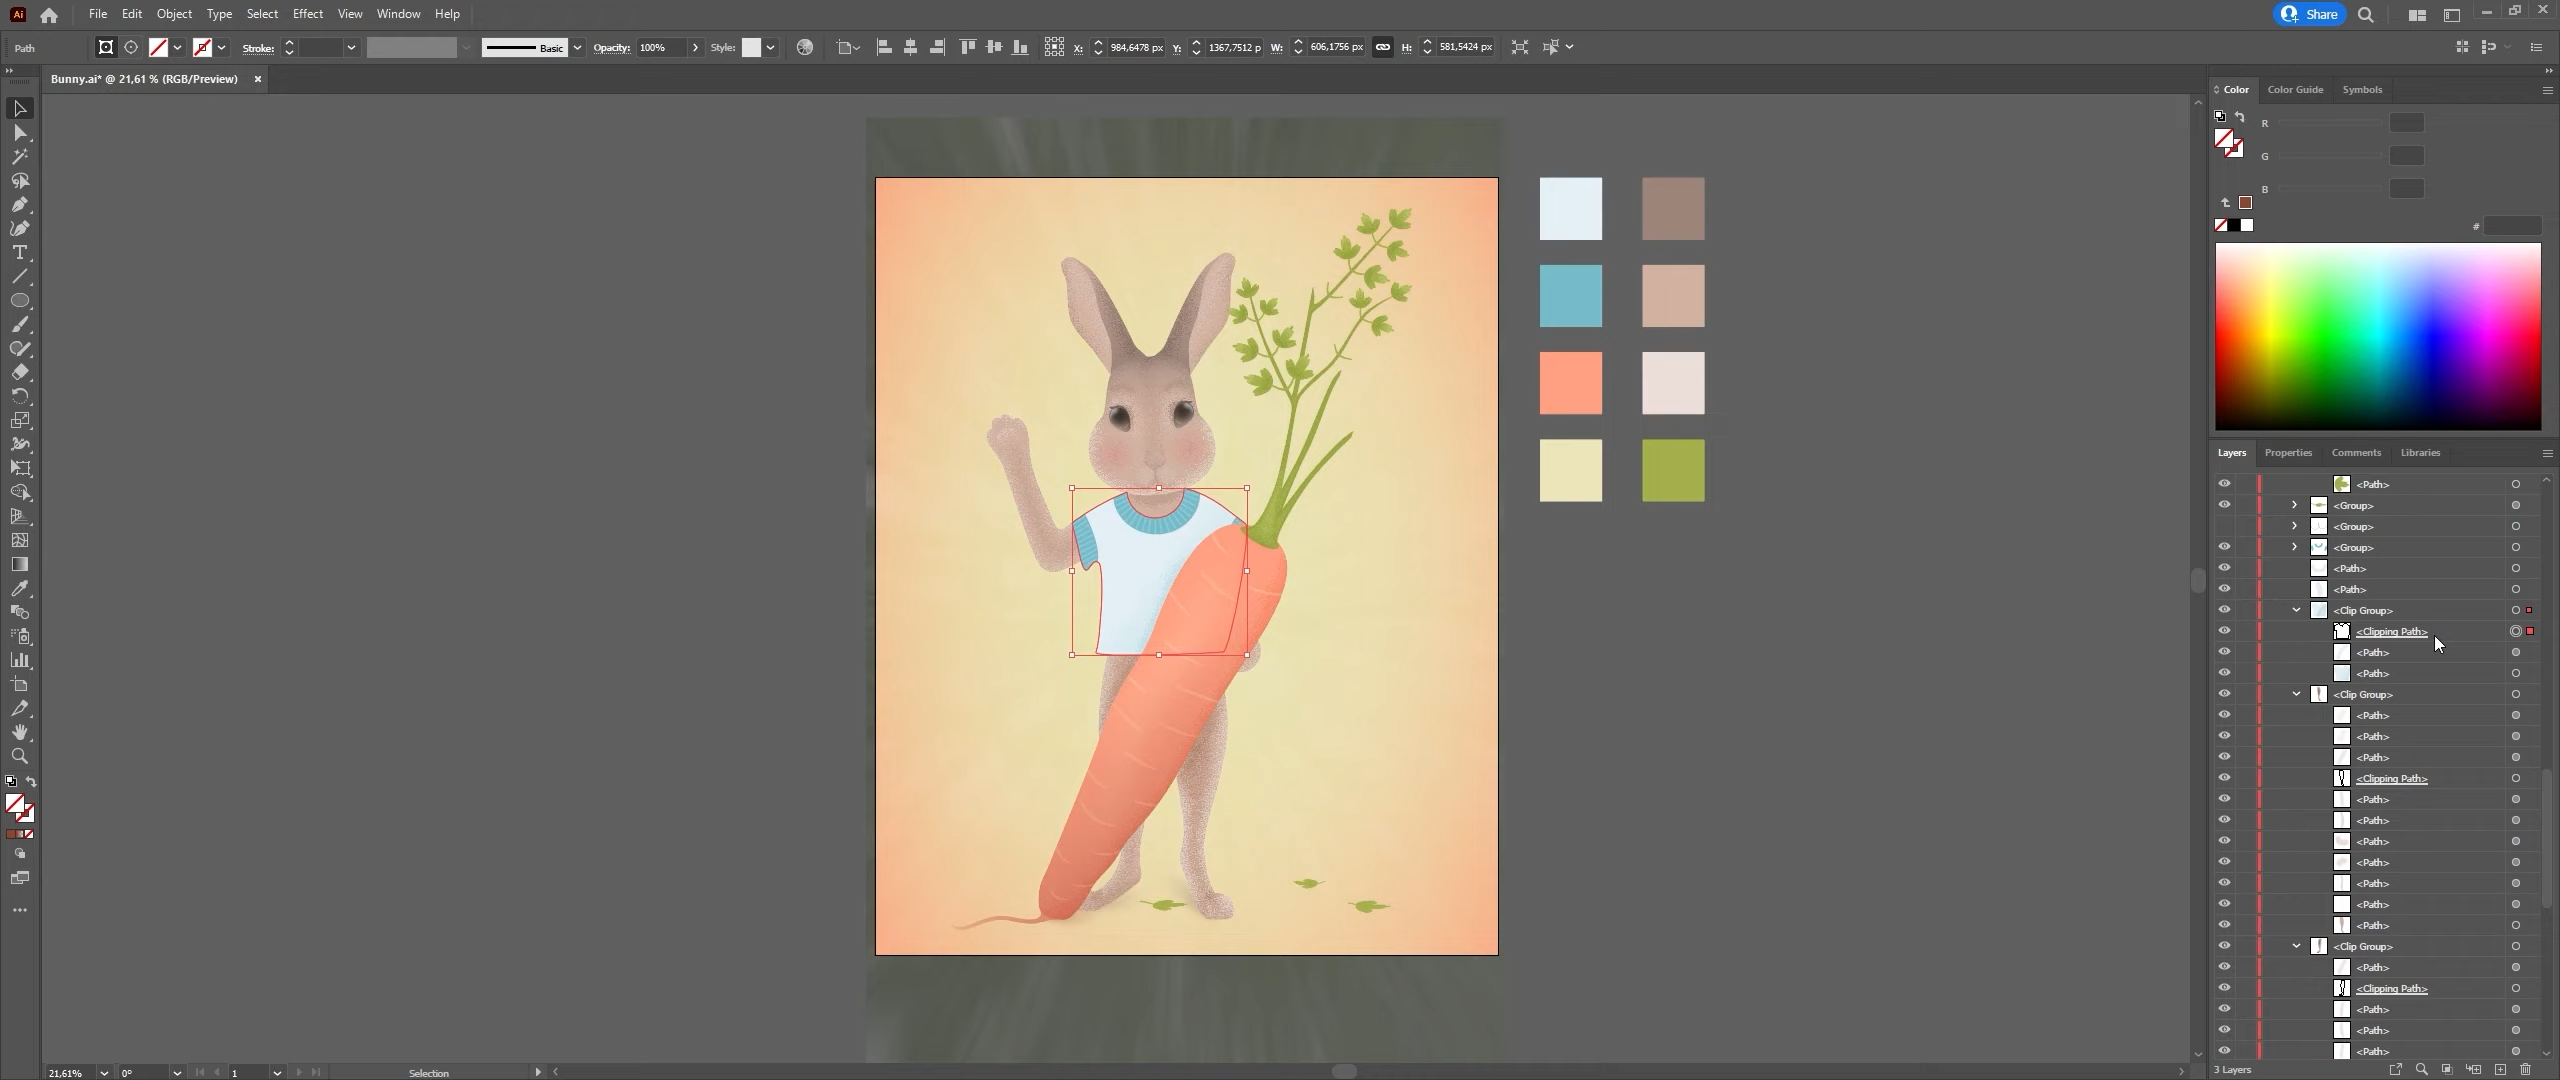 Ai File Edit Object Type Select Effect View Window Help Share
Path Stroke: Basic Opacity: 100% Style: X: 984,6478 px Y: 1367,7512 p W: 606,1756 px H: 581,5424 px
Bunny.ai* @ 21,61 % (RGB/Preview) ×
Color Color Guide Symbols
R
G
B
#
Layers Properties Comments Libraries
<Path>
<Group>
<Group>
<Group>
<Path>
<Path>
<Clip Group>
<Clipping Path>
<Path>
<Path>
<Clip Group>
<Path>
<Path>
<Path>
<Clipping Path>
<Path>
<Path>
<Path>
<Path>
<Path>
<Path>
<Path>
<Clip Group>
<Path>
<Clipping Path>
<Path>
<Path>
<Path>
21,61% 0° 1 Selection
3 Layers